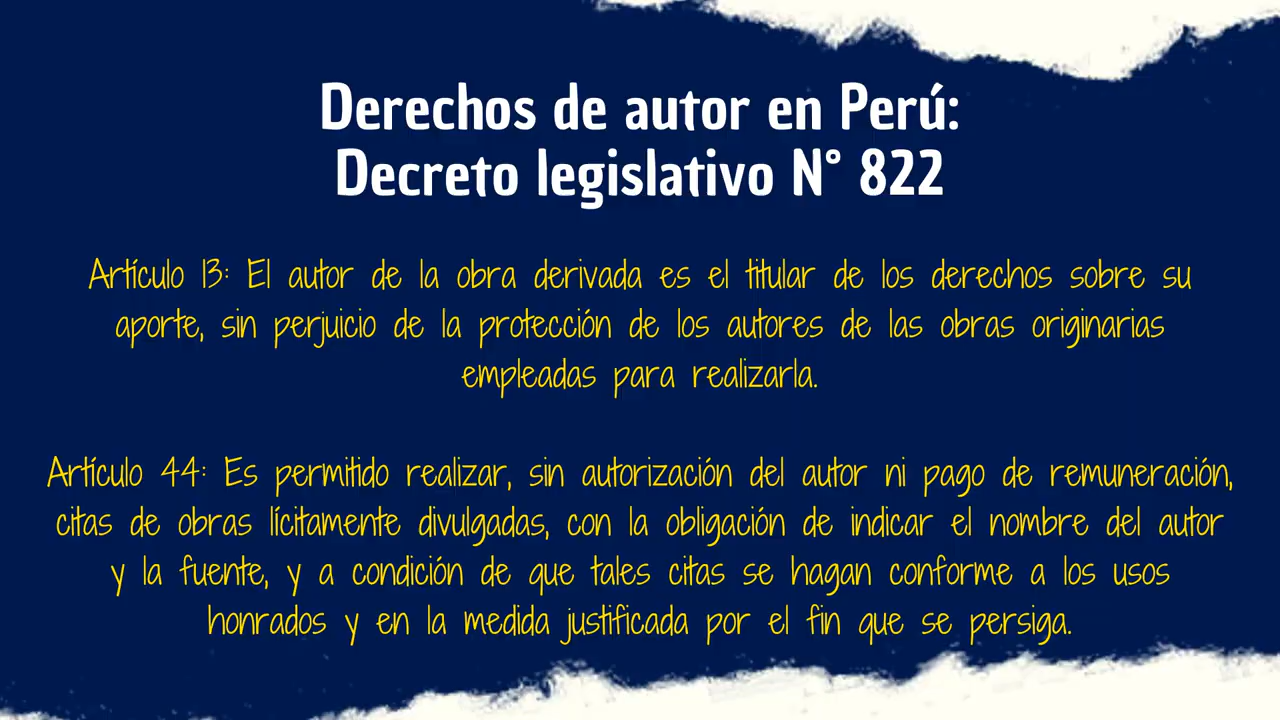 Derechos de autor en Perú:
Decreto legislativo N° 822
Artículo 13: El autor de la obra derivada es el titular de los derechos sobre su
aporte, sin perjuicio de la protección de los autores de las obras originarias
empleadas para realizarla.
Artículo 44: Es permitido realizar, sin autorización del autor ni pago de remuneración,
citas de obras lícitamente divulgadas, con la obligación de indicar el nombre del autor
y la fuente, y a condición de que tales citas se hagan conforme a los usos
honrados y en la medida justificada por el fin que se persiga.